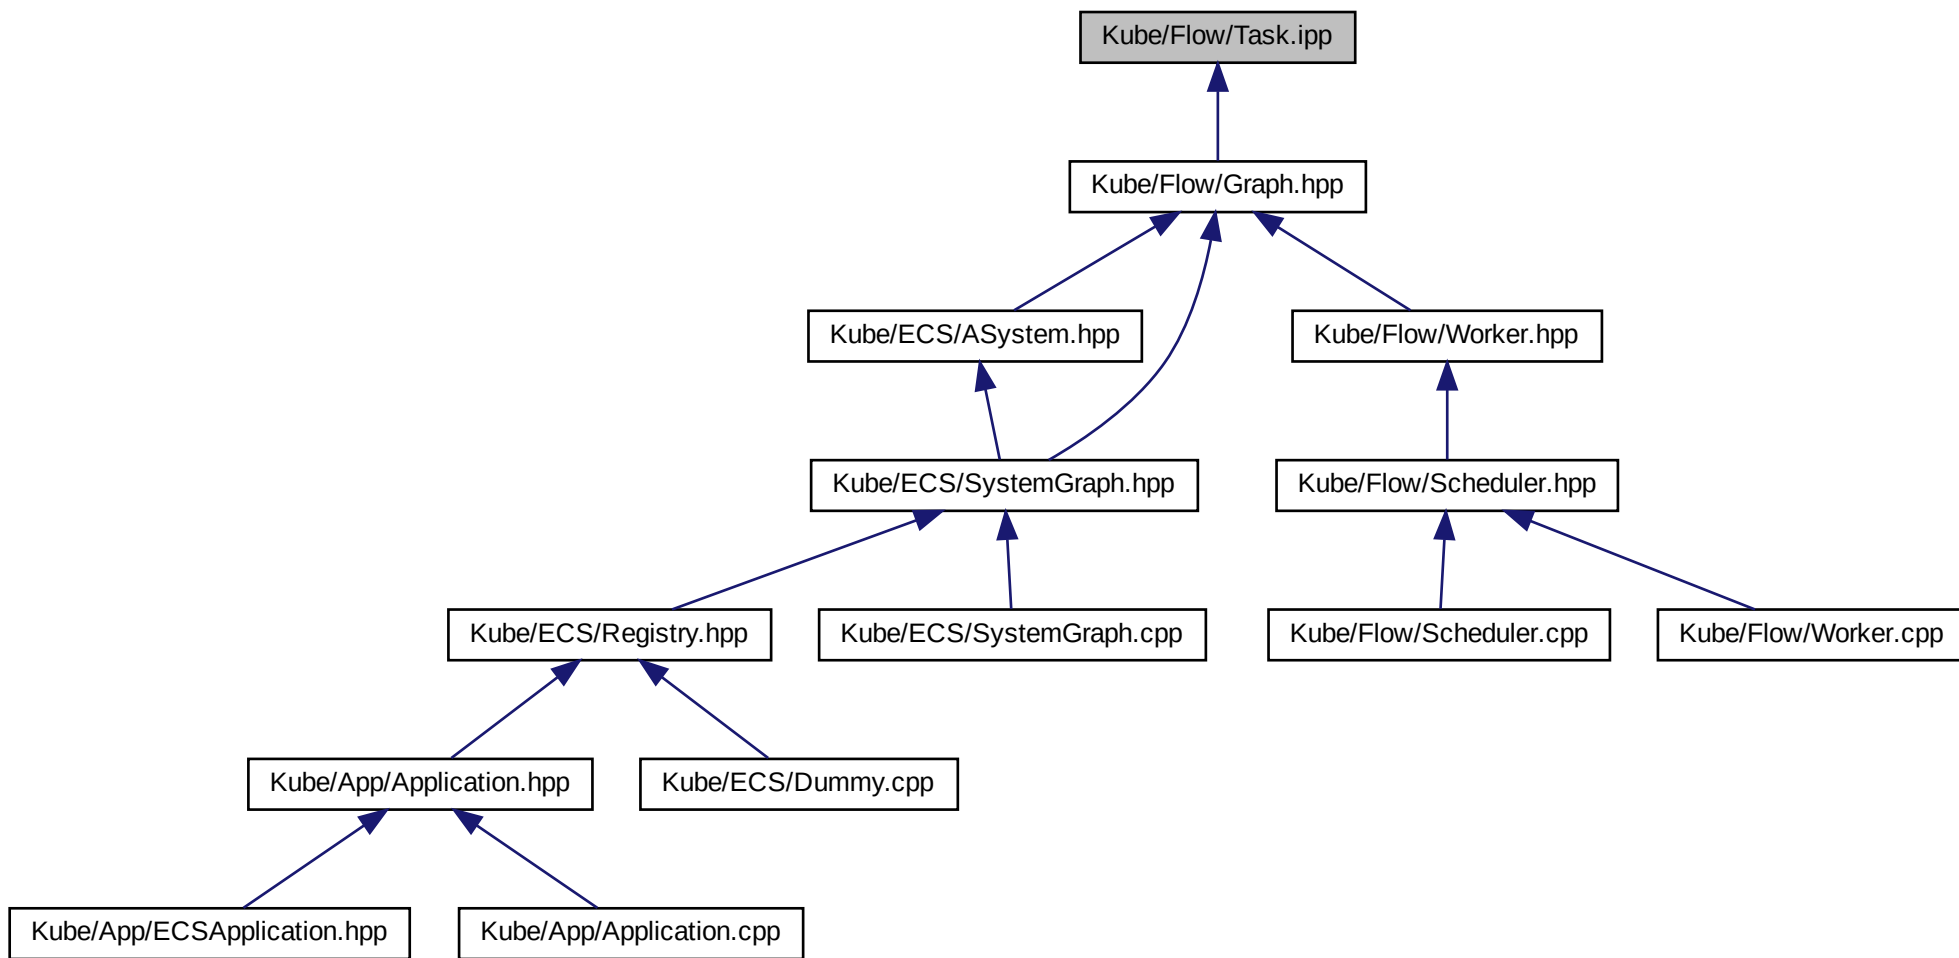 Kube/Flow/Task.ipp
Kube/Flow/Graph.hpp
Kube/ECS/ASystem.hpp
Kube/Flow/Worker.hpp
Kube/ECS/SystemGraph.hpp
Kube/Flow/Scheduler.hpp
Kube/ECS/Registry.hpp
Kube/ECS/SystemGraph.cpp
Kube/Flow/Scheduler.cpp
Kube/Flow/Worker.cpp
Kube/App/Application.hpp
Kube/ECS/Dummy.cpp
Kube/App/ECSApplication.hpp
Kube/App/Application.cpp